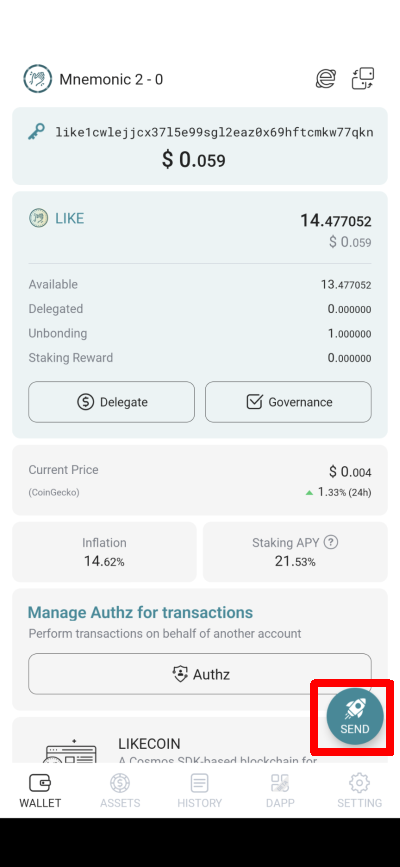 Mnemonic 2 - 0
like1cwlejjcx37l5e99sgl2eaz0x69hftcmkw77qkn
$ 0.059
LIKE
14.477052
$ 0.059
Available 13.477052
Delegated 0.000000
Unbonding 1.000000
Staking Reward 0.000000
Delegate Governance
Current Price $ 0.004
(CoinGecko) 1.33% (24h)
Inflation Staking APY ?
14.62% 21.53%
Manage Authz for transactions
Perform transactions on behalf of another account
Authz
SEND
LIKECOIN
A Cosmos SDK-based blockchain for
WALLET ASSETS HISTORY DAPP SETTING